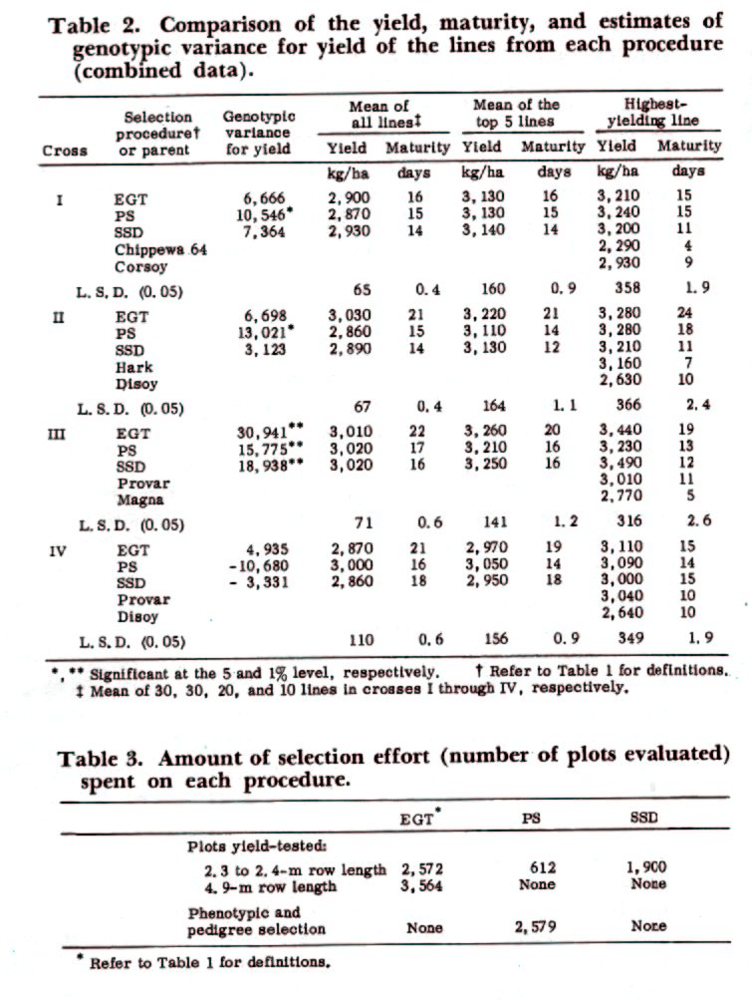 Table 2. Comparison of the yield, maturity, and estimates of
genotypic variance for yield of the lines from each procedure
(combined data).
Mean of Mean of the Highest-
Selection Genotypic all lines‡ top 5 lines yielding line
procedure† variance
Cross or parent for yield Yield Maturity Yield Maturity Yield Maturity
kg/ha days kg/ha days kg/ha days
I EGT 6,666 2,900 16 3,130 16 3,210 15
PS 10,546* 2,870 15 3,130 15 3,240 15
SSD 7,364 2,930 14 3,140 14 3,200 11
Chippewa 64 2,290 4
Corsoy 2,930 9
L. S. D. (0.05) 65 0.4 160 0.9 358 1.9
II EGT 6,698 3,030 21 3,220 21 3,280 24
PS 13,021* 2,860 15 3,110 14 3,280 18
SSD 3,123 2,890 14 3,130 12 3,210 11
Hark 3,160 7
Disoy 2,630 10
L. S. D. (0.05) 67 0.4 164 1.1 366 2.4
III EGT 30,941** 3,010 22 3,260 20 3,440 19
PS 15,775** 3,020 17 3,210 16 3,230 13
SSD 18,938** 3,020 16 3,250 16 3,490 12
Provar 3,010 11
Magna 2,770 5
L. S. D. (0.05) 71 0.6 141 1.2 316 2.6
IV EGT 4,935 2,870 21 2,970 19 3,110 15
PS -10,680 3,000 16 3,050 14 3,090 14
SSD - 3,331 2,860 18 2,950 18 3,000 15
Provar 3,040 10
Disoy 2,640 10
L. S. D. (0.05) 110 0.6 156 0.9 349 1.9
*, ** Significant at the 5 and 1% level, respectively. † Refer to Table 1 for definitions.
‡ Mean of 30, 30, 20, and 10 lines in crosses I through IV, respectively.
Table 3. Amount of selection effort (number of plots evaluated)
spent on each procedure.
EGT* PS SSD
Plots yield-tested:
2.3 to 2.4-m row length 2,572 612 1,900
4.9-m row length 3,564 None None
Phenotypic and
pedigree selection None 2,579 None
* Refer to Table 1 for definitions.